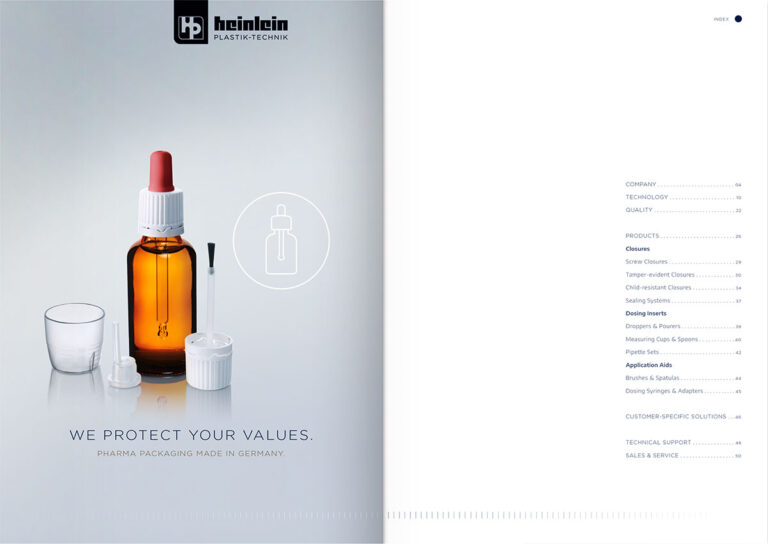 HP heinlein
PLASTIK-TECHNIK
WE PROTECT YOUR VALUES.
PHARMA PACKAGING MADE IN GERMANY.
INDEX
COMPANY . . . . . . . . . . . . . . . . . . . . . . . . . 04
TECHNOLOGY . . . . . . . . . . . . . . . . . . . . . 10
QUALITY . . . . . . . . . . . . . . . . . . . . . . . . . . 22
PRODUCTS . . . . . . . . . . . . . . . . . . . . . . . .
Closures
Screw Closures . . . . . . . . . . . . . . . . . . . . . 29
Tamper-evident Closures . . . . . . . . . . . . 30
Child-resistant Closures . . . . . . . . . . . . . 34
Sealing Systems . . . . . . . . . . . . . . . . . . . . 37
Dosing Inserts
Droppers & Pourers . . . . . . . . . . . . . . . . . 39
Measuring Cups & Spoons . . . . . . . . . . . 40
Pipette Sets . . . . . . . . . . . . . . . . . . . . . . . . 42
Application Aids
Brushes & Spatulas . . . . . . . . . . . . . . . . . 44
Dosing Syringes & Adapters . . . . . . . . . . 45
CUSTOMER-SPECIFIC SOLUTIONS . . 46
TECHNICAL SUPPORT . . . . . . . . . . . . . .
SALES & SERVICE . . . . . . . . . . . . . . . . . . 50